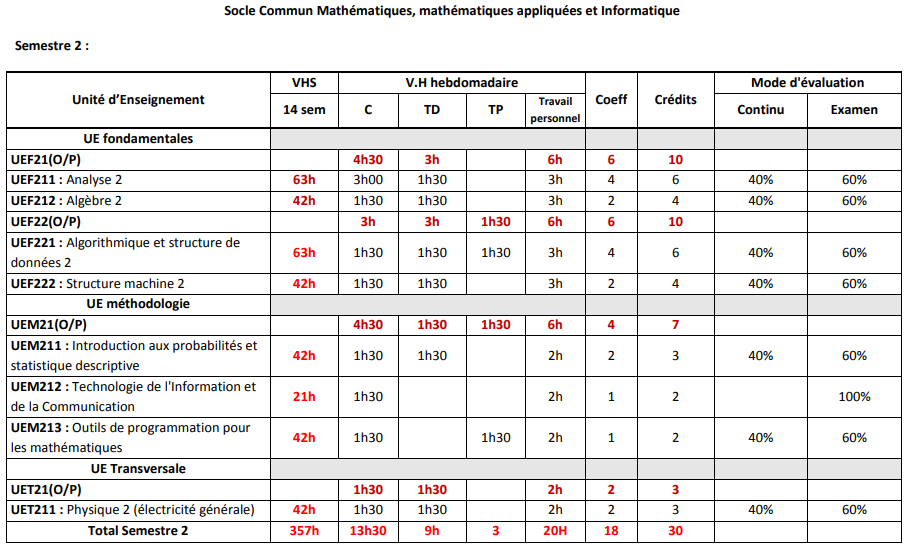 Socle Commun Mathématiques, mathématiques appliquées et Informatique
Semestre 2 :
Unité d'Enseignement VHS V.H hebdomadaire Coeff Crédits Mode d'évaluation
14 sem C TD TP Travail personnel Continu Examen
UE fondamentales
UEF21(O/P) 4h30 3h 6h 6 10
UEF211 : Analyse 2 63h 3h00 1h30 3h 4 6 40% 60%
UEF212 : Algèbre 2 42h 1h30 1h30 3h 2 4 40% 60%
UEF22(O/P) 3h 3h 1h30 6h 6 10
UEF221 : Algorithmique et structure de
données 2 63h 1h30 1h30 1h30 3h 4 6 40% 60%
UEF222 : Structure machine 2 42h 1h30 1h30 3h 2 4 40% 60%
UE méthodologie
UEM21(O/P) 4h30 1h30 1h30 6h 4 7
UEM211 : Introduction aux probabilités et
statistique descriptive 42h 1h30 1h30 2h 2 3 40% 60%
UEM212 : Technologie de l'Information et
de la Communication 21h 1h30 2h 1 2 100%
UEM213 : Outils de programmation pour
les mathématiques 42h 1h30 1h30 2h 1 2 40% 60%
UE Transversale
UET21(O/P) 1h30 1h30 2h 2 3
UET211 : Physique 2 (électricité générale) 42h 1h30 1h30 2h 2 3 40% 60%
Total Semestre 2 357h 13h30 9h 3 20H 18 30